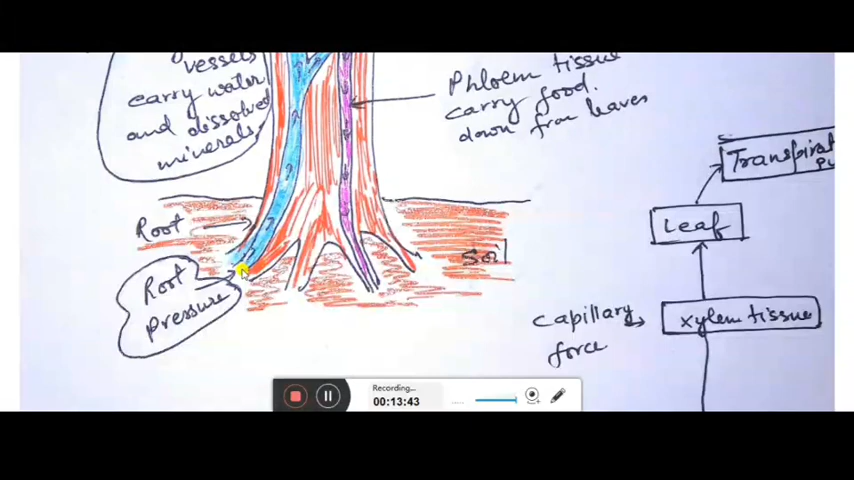 vessels
carry water
and dissolved
minerals
Phloem tissue
carry food.
down from leaves
Root
Root
pressure
Soil
Transpirat
Leaf
Capillary
force
xylem tissue
Recording...
00:13:43